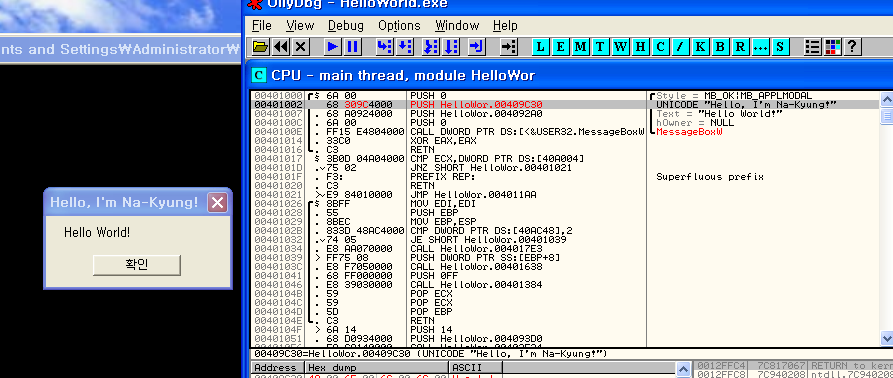 OllyDbg - HelloWorld.exe
File View Debug Options Window Help
L E M T W H C / K B R ... S ?
nts and Settings₩Administrator₩
C CPU - main thread, module HelloWor
00401000 $ 6A 00 PUSH 0 Style = MB_OK|MB_APPLMODAL
00401002 . 68 309C4000 PUSH HelloWor.00409C30 UNICODE "Hello, I'm Na-Kyung!"
00401007 . 68 A0924000 PUSH HelloWor.004092A0 Text = "Hello World!"
0040100C . 6A 00 PUSH 0 hOwner = NULL
0040100E . FF15 E4804000 CALL DWORD PTR DS:[<&USER32.MessageBoxW MessageBoxW
00401014 . 33C0 XOR EAX,EAX
00401016 . C3 RETN
00401017 $ 3B0D 04A04000 CMP ECX,DWORD PTR DS:[40A004]
0040101D .v75 02 JNZ SHORT HelloWor.00401021
0040101F . F3: PREFIX REP: Superfluous prefix
00401020 . C3 RETN
00401021 >vE9 84010000 JMP HelloWor.004011AA
00401026 $ 8BFF MOV EDI,EDI
00401028 . 55 PUSH EBP
00401029 . 8BEC MOV EBP,ESP
0040102B . 833D 48AC4000 CMP DWORD PTR DS:[40AC48],2
00401032 .v74 05 JE SHORT HelloWor.00401039
00401034 . E8 AA070000 CALL HelloWor.004017E3
00401039 > FF75 08 PUSH DWORD PTR SS:[EBP+8]
0040103C . E8 F7050000 CALL HelloWor.00401638
00401041 . 68 FF000000 PUSH 0FF
00401046 . E8 39030000 CALL HelloWor.00401384
0040104B . 59 POP ECX
0040104C . 59 POP ECX
0040104D . 5D POP EBP
0040104E . C3 RETN
0040104F > 6A 14 PUSH 14
00401051 . 68 D0934000 PUSH HelloWor.004093D0
00409C30=HelloWor.00409C30 (UNICODE "Hello, I'm Na-Kyung!")
Address Hex dump ASCII
0012FFC4 7C817067 RETURN to
0012FFC8 7C940208 ntdll.7C940208
Hello, I'm Na-Kyung!
Hello World!
확인